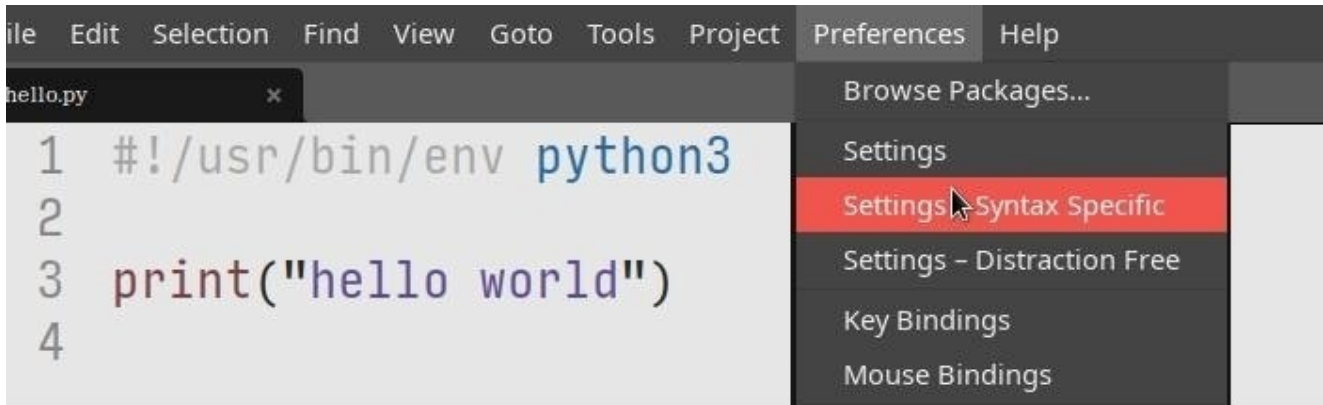 ile Edit Selection Find View Goto Tools Project Preferences Help
hello.py ×
Browse Packages...
Settings
Settings Syntax Specific
Settings – Distraction Free
Key Bindings
Mouse Bindings
1 #!/usr/bin/env python3
2
3 print("hello world")
4